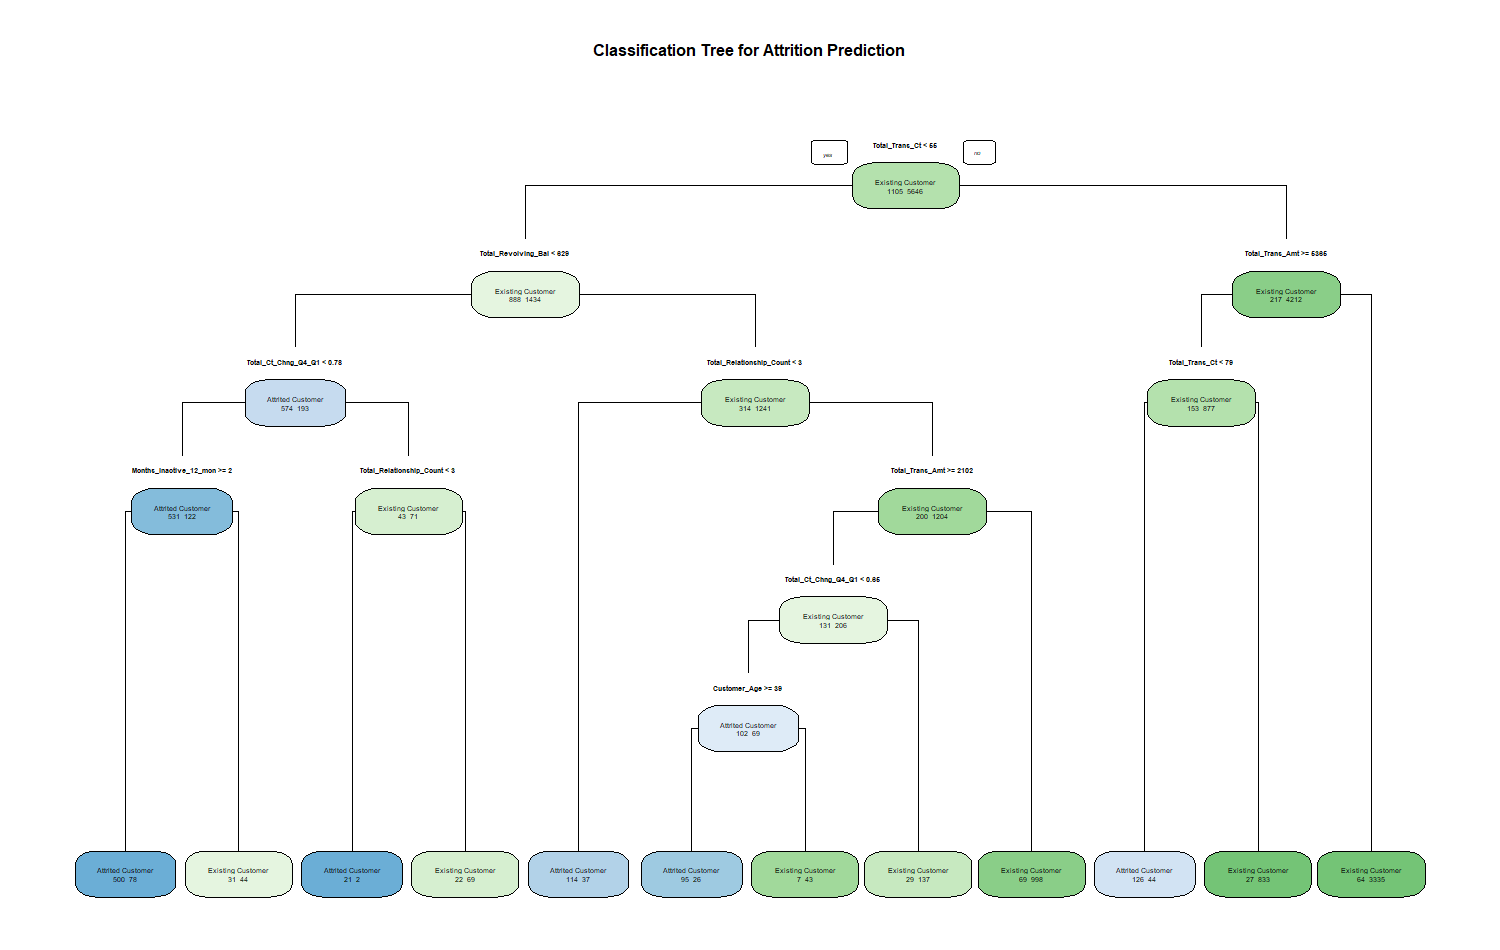 Classification Tree for Attrition Prediction
yes
Total_Trans_Ct < 55
no
Existing Customer
1105 5646
Total_Revolving_Bal < 629
Total_Trans_Amt >= 5365
Existing Customer
888 1434
Existing Customer
217 4212
Total_Ct_Chng_Q4_Q1 < 0.78
Total_Relationship_Count < 3
Total_Trans_Ct < 79
Attrited Customer
574 193
Existing Customer
314 1241
Existing Customer
153 877
Months_Inactive_12_mon >= 2
Total_Relationship_Count < 3
Total_Trans_Amt >= 2102
Attrited Customer
531 122
Existing Customer
43 71
Existing Customer
200 1204
Total_Ct_Chng_Q4_Q1 < 0.65
Existing Customer
131 206
Customer_Age >= 39
Attrited Customer
102 69
Attrited Customer
500 78
Existing Customer
31 44
Attrited Customer
21 2
Existing Customer
22 69
Attrited Customer
114 37
Attrited Customer
95 26
Existing Customer
7 43
Existing Customer
29 137
Existing Customer
69 998
Attrited Customer
126 44
Existing Customer
27 833
Existing Customer
64 3335